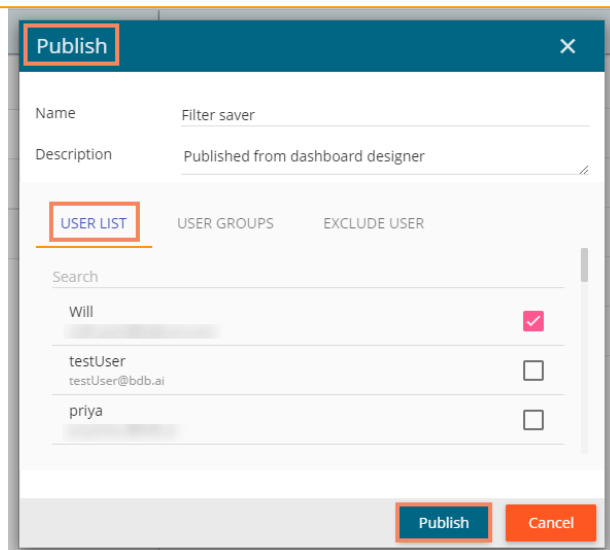 Publish
Name Filter saver
Description Published from dashboard designer
USER LIST USER GROUPS EXCLUDE USER
Search
Will
testUser
testUser@bdb.ai
priya
Publish Cancel